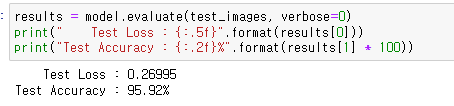 : results = model.evaluate(test_images, verbose=0)
print("    Test Loss : {:.5f}".format(results[0]))
print("Test Accuracy : {:.2f}%".format(results[1] * 100))
    Test Loss : 0.26995
Test Accuracy : 95.92%